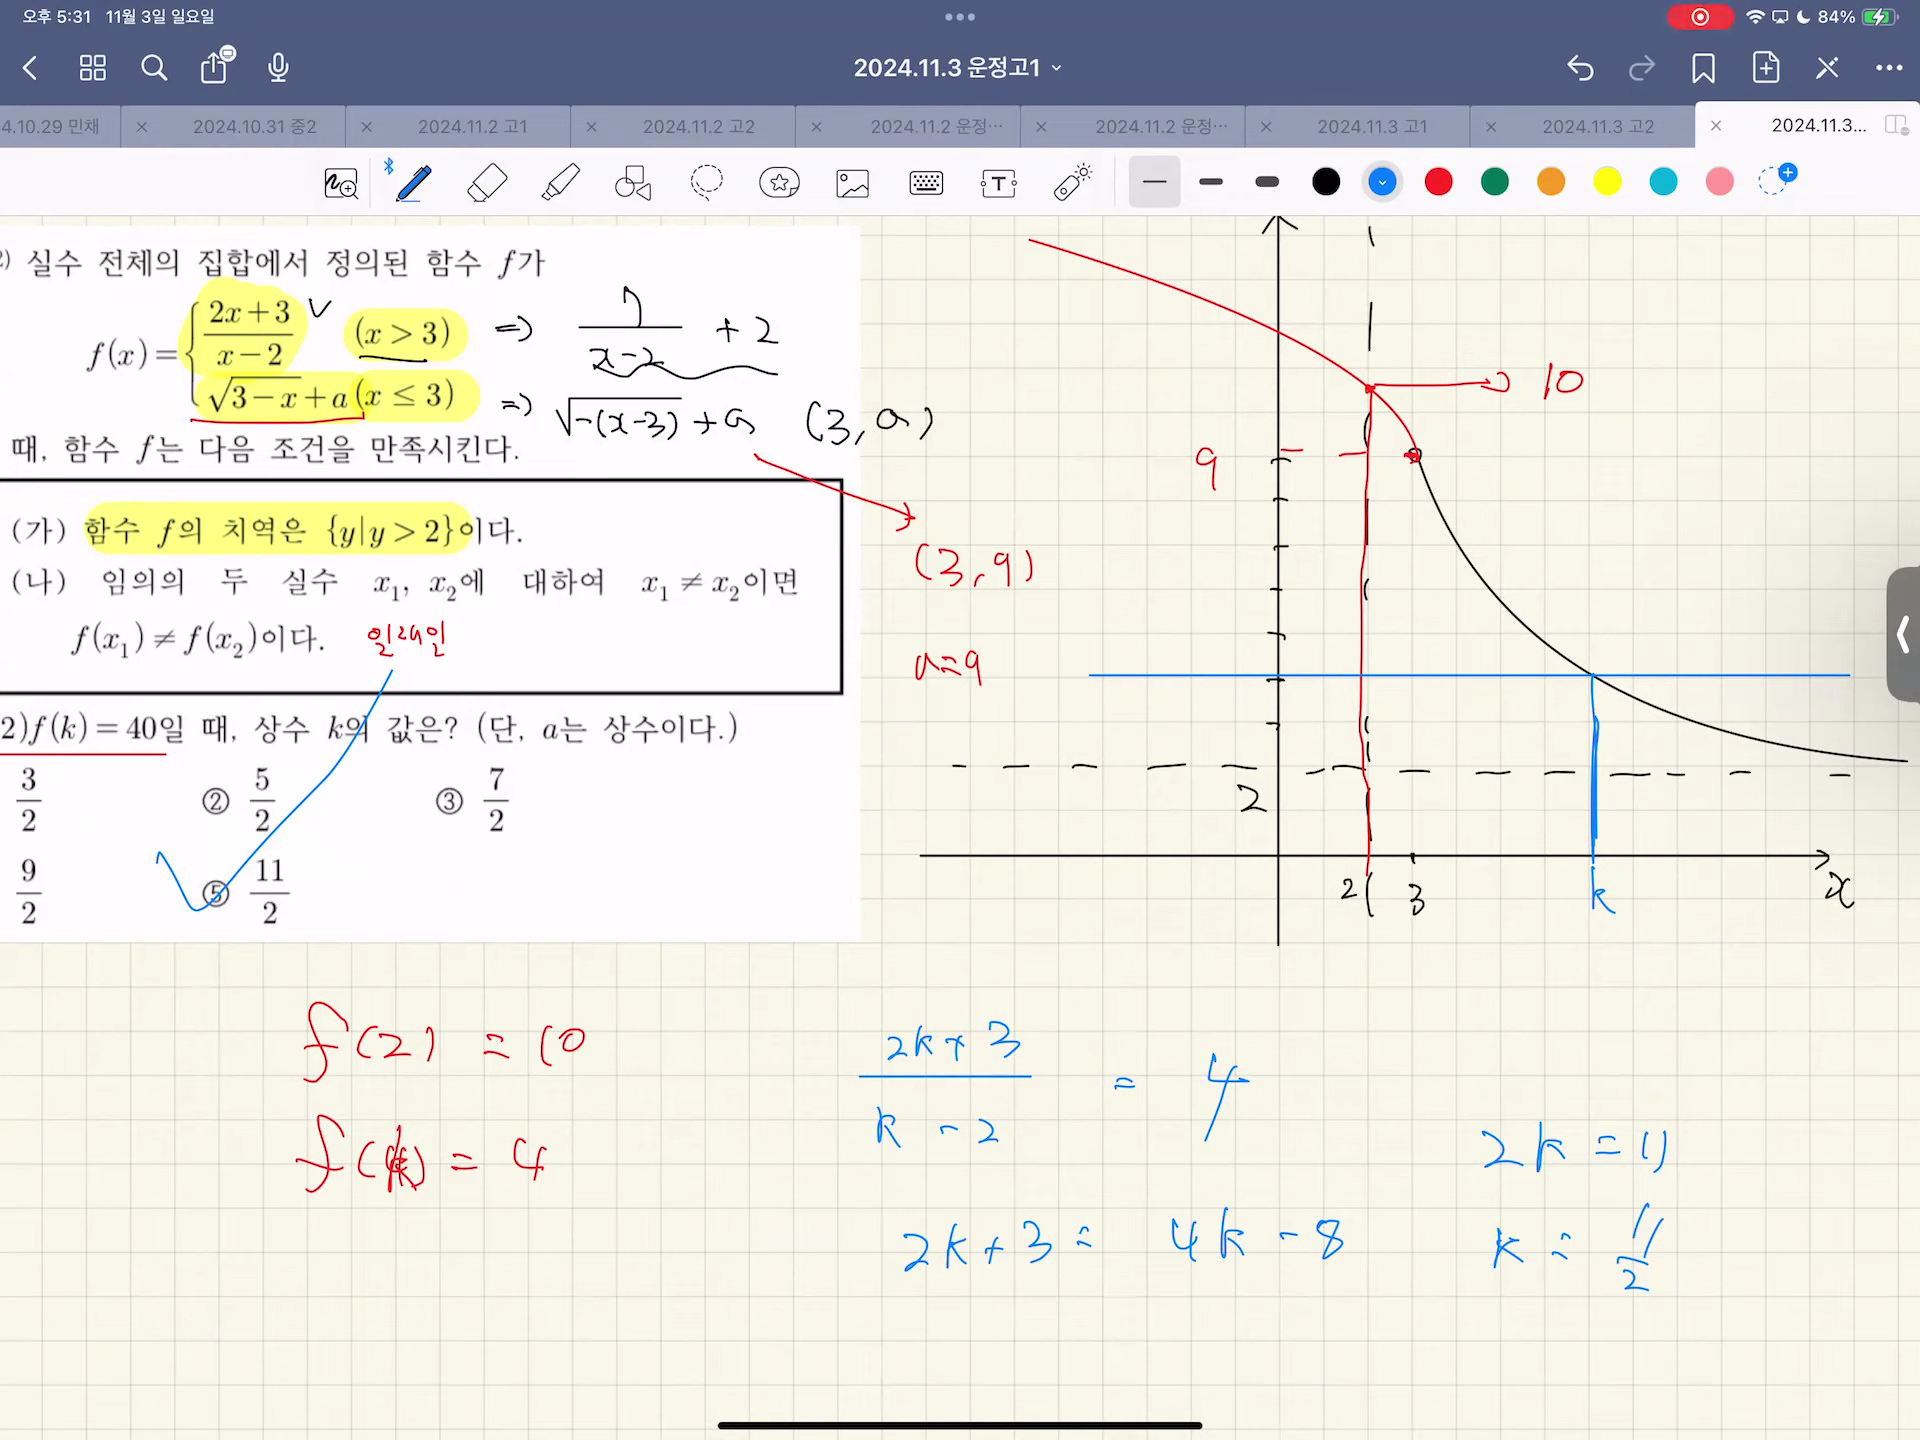 오후 5:31 11월 3일 일요일
84%
2024.11.3 운정고1
4.10.29 민채
2024.10.31 중2
2024.11.2 고1
2024.11.2 고2
2024.11.2 운정…
2024.11.2 운정…
2024.11.3 고1
2024.11.3 고2
2024.11.3...
2) 실수 전체의 집합에서 정의된 함수 f가
f(x) = { (2x+3)/(x-2) (x > 3) ⇒ 7/(x-2) + 2
√(3-x) + a (x ≤ 3) ⇒ √(-(x-3)) + a (3, a)
때, 함수 f는 다음 조건을 만족시킨다.
(가) 함수 f의 치역은 {y|y > 2}이다.
(나) 임의의 두 실수 x₁, x₂에 대하여 x₁ ≠ x₂이면
f(x₁) ≠ f(x₂)이다. 일대일
2)f(k) = 40일 때, 상수 k의 값은? (단, a는 상수이다.)
3/2 ② 5/2 ③ 7/2
9/2 ⑤ 11/2
(3, 9)
a=9
10
9
2
2 3 k x
f(2) = 10
f(k) = 4
(2k+3)/(k-2) = 4
2k+3 = 4k-8
2k = 11
k = 11/2